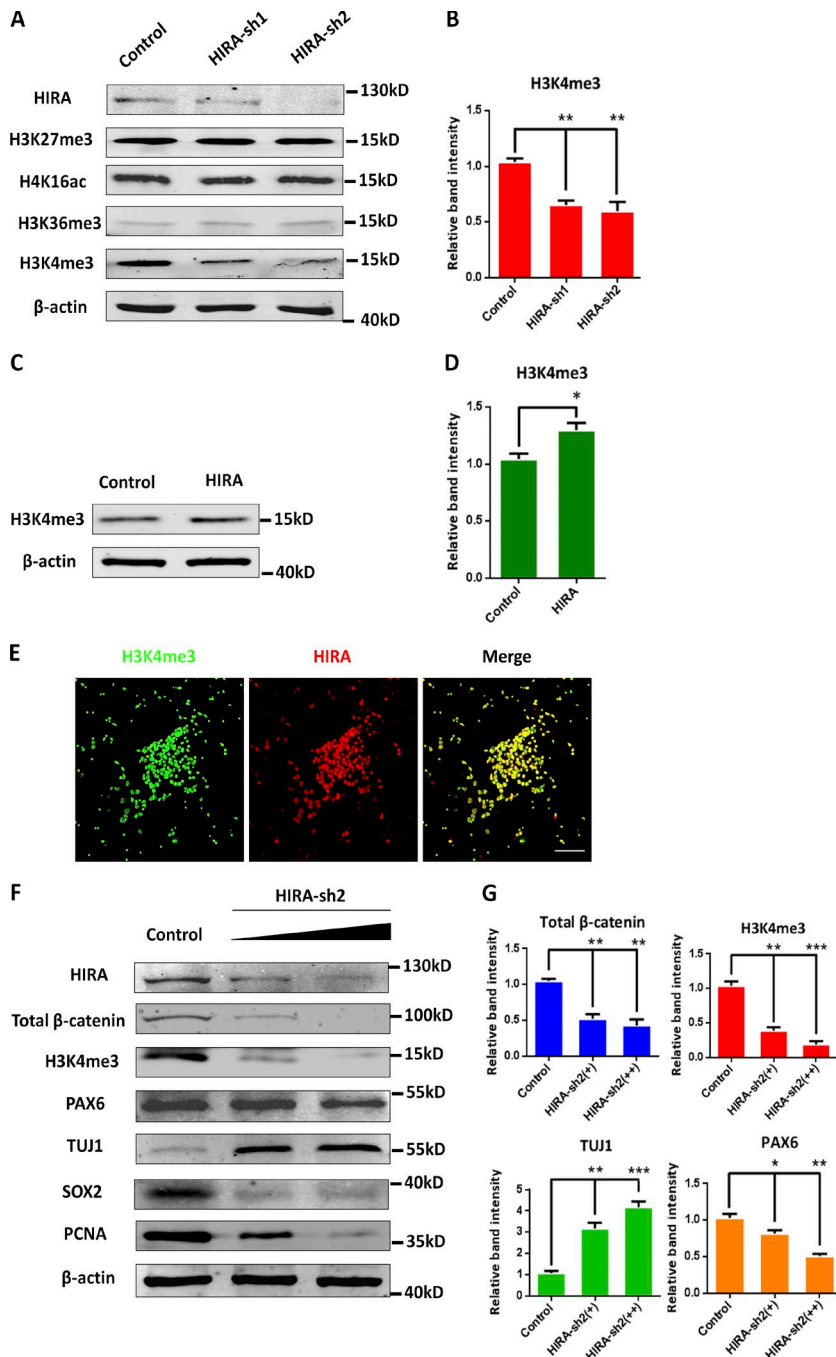 A
Control
HIRA-sh1
HIRA-sh2
HIRA
130kD
H3K27me3
15kD
H4K16ac
15kD
H3K36me3
15kD
H3K4me3
15kD
β-actin
40kD
B
H3K4me3
Relative band intensity
1.5
1.0
0.5
0.0
** **
Control
HIRA-sh1
HIRA-sh2
C
Control HIRA
H3K4me3
15kD
β-actin
40kD
D
H3K4me3
Relative band intensity
1.5
1.0
0.5
0.0
*
Control
HIRA
E
H3K4me3 HIRA Merge
F
HIRA-sh2
Control
HIRA
130kD
Total β-catenin
100kD
H3K4me3
15kD
PAX6
55kD
TUJ1
55kD
SOX2
40kD
PCNA
35kD
β-actin
40kD
G
Total β-catenin
Relative band intensity
1.5
1.0
0.5
0.0
** **
Control
HIRA-sh2(+)
HIRA-sh2(++)
H3K4me3
Relative band intensity
1.5
1.0
0.5
0.0
** ***
Control
HIRA-sh2(+)
HIRA-sh2(++)
TUJ1
Relative band intensity
5
4
3
2
1
0
** ***
Control
HIRA-sh2(+)
HIRA-sh2(++)
PAX6
Relative band intensity
1.5
1.0
0.5
0.0
* **
Control
HIRA-sh2(+)
HIRA-sh2(++)